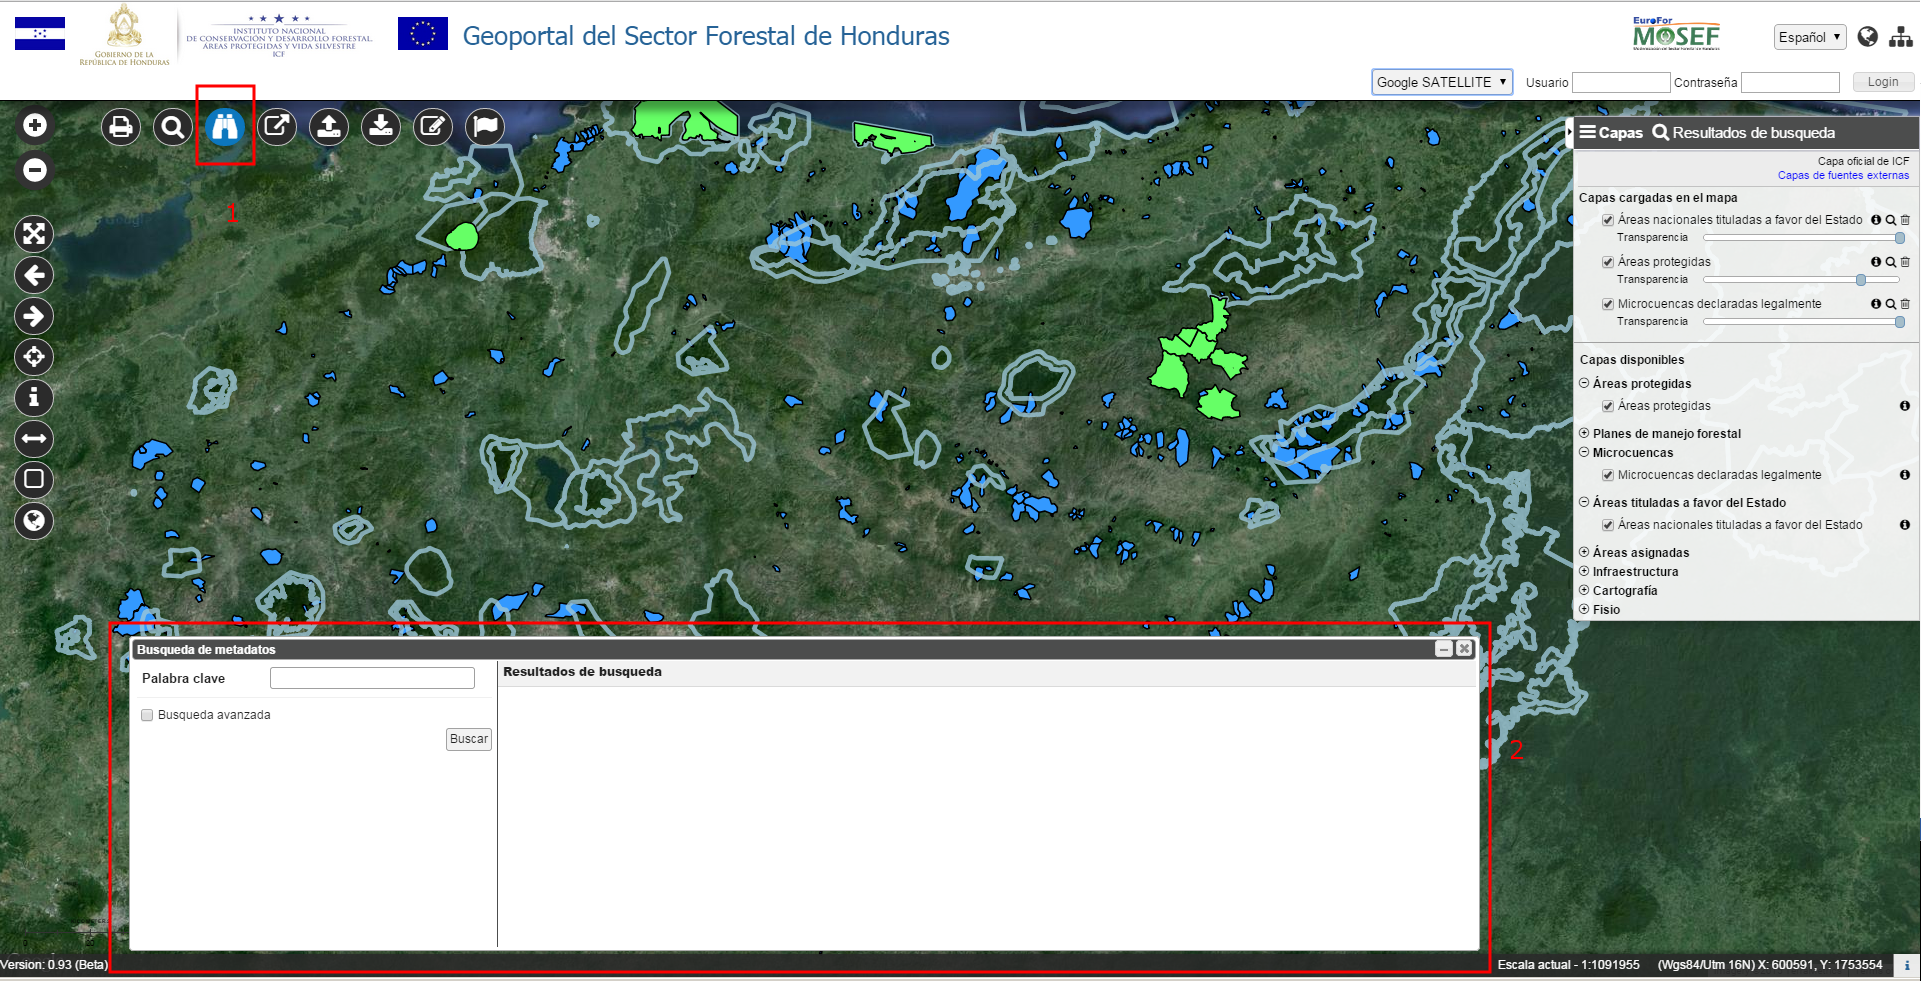 GOBIERNO DE LA
REPÚBLICA DE HONDURAS
INSTITUTO NACIONAL
DE CONSERVACIÓN Y DESARROLLO FORESTAL,
ÁREAS PROTEGIDAS Y VIDA SILVESTRE
ICF
Geoportal del Sector Forestal de Honduras
EuroFor
MOSEF
Español
Google SATELLITE
Usuario
Contraseña
Login
1
Capas
Resultados de busqueda
Capa oficial de ICF
Capas de fuentes externas
Capas cargadas en el mapa
Áreas nacionales tituladas a favor del Estado
Transparencia
Áreas protegidas
Transparencia
Microcuencas declaradas legalmente
Transparencia
Capas disponibles
Áreas protegidas
Áreas protegidas
Planes de manejo forestal
Microcuencas
Microcuencas declaradas legalmente
Áreas tituladas a favor del Estado
Áreas nacionales tituladas a favor del Estado
Áreas asignadas
Infraestructura
Cartografía
Fisio
Busqueda de metadatos
Palabra clave
Busqueda avanzada
Buscar
Resultados de busqueda
2
Version: 0.93 (Beta)
Escala actual - 1:1091955
(Wgs84/Utm 16N) X: 600591, Y: 1753554